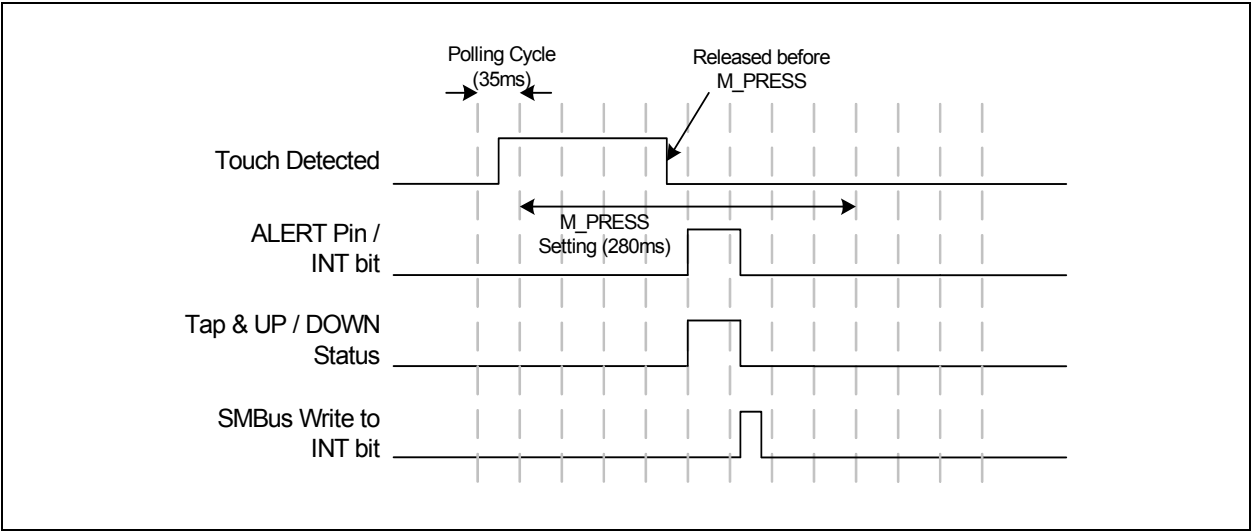 Polling Cycle
(35ms)
Released before
M_PRESS
Touch Detected
M_PRESS
Setting (280ms)
ALERT Pin /
INT bit
Tap & UP / DOWN
Status
SMBus Write to
INT bit